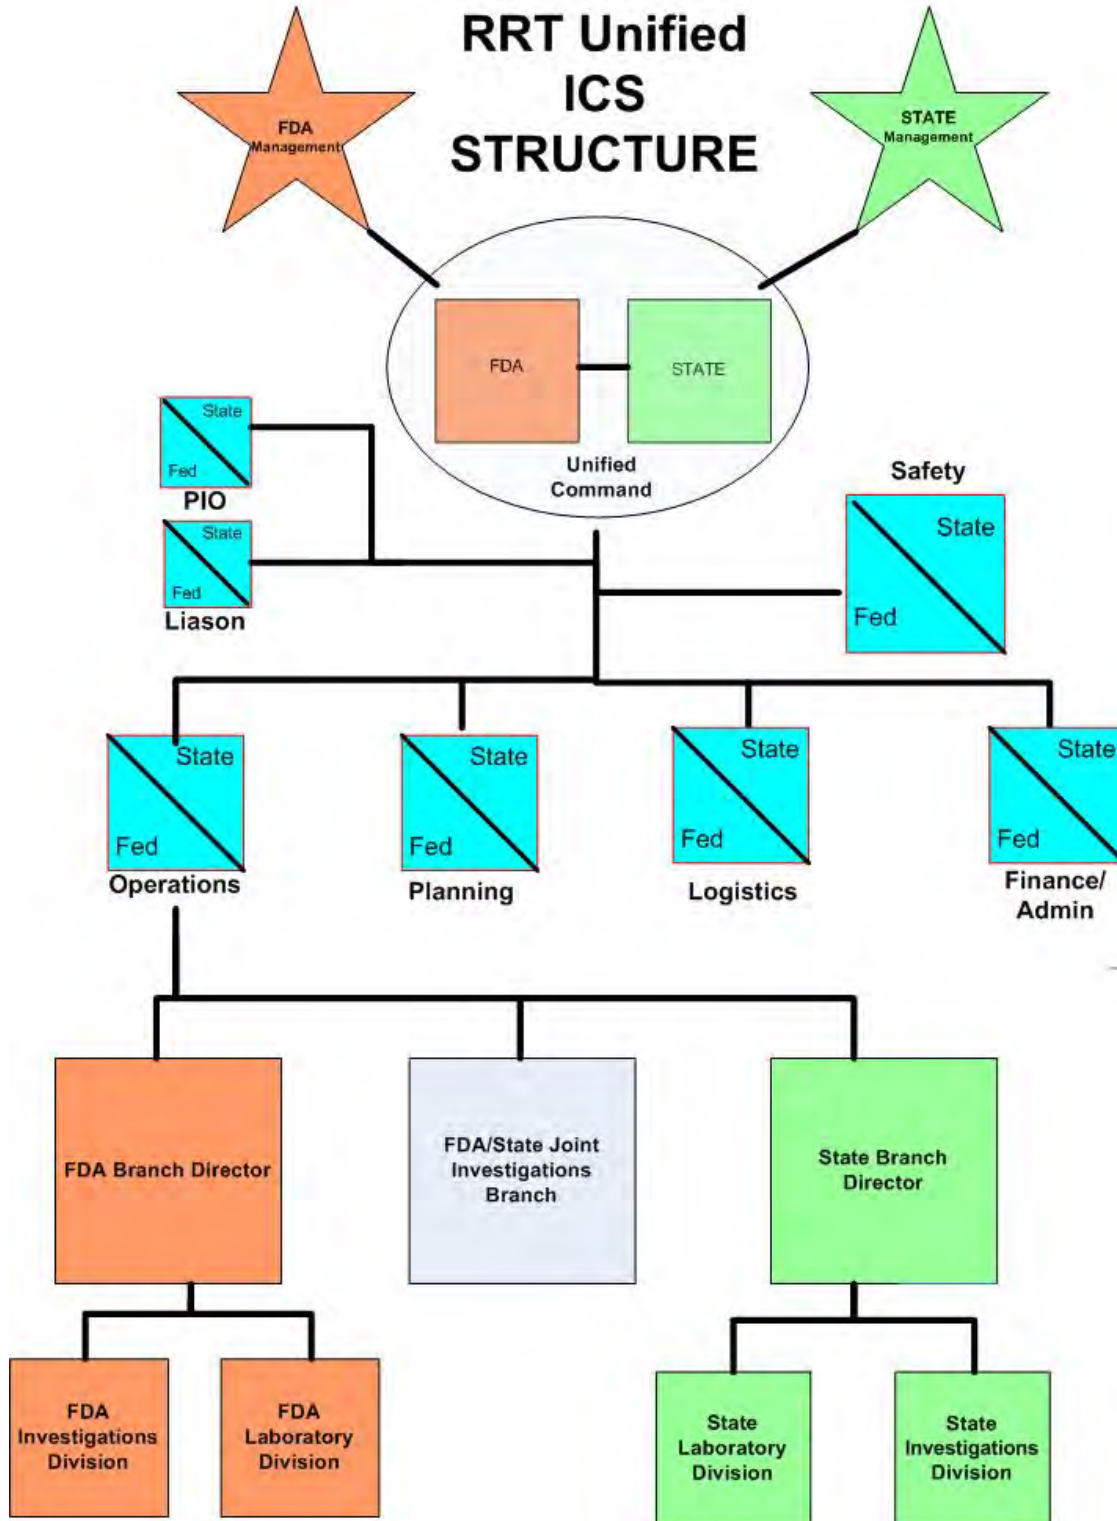 RRT Unified
ICS
STRUCTURE
FDA
Management
STATE
Management
FDA
STATE
Unified
Command
State
Fed
PIO
State
Fed
Liason
Safety
State
Fed
State
Fed
Operations
State
Fed
Planning
State
Fed
Logistics
State
Fed
Finance/
Admin
FDA Branch Director
FDA/State Joint
Investigations
Branch
State Branch
Director
FDA
Investigations
Division
FDA
Laboratory
Division
State
Laboratory
Division
State
Investigations
Division